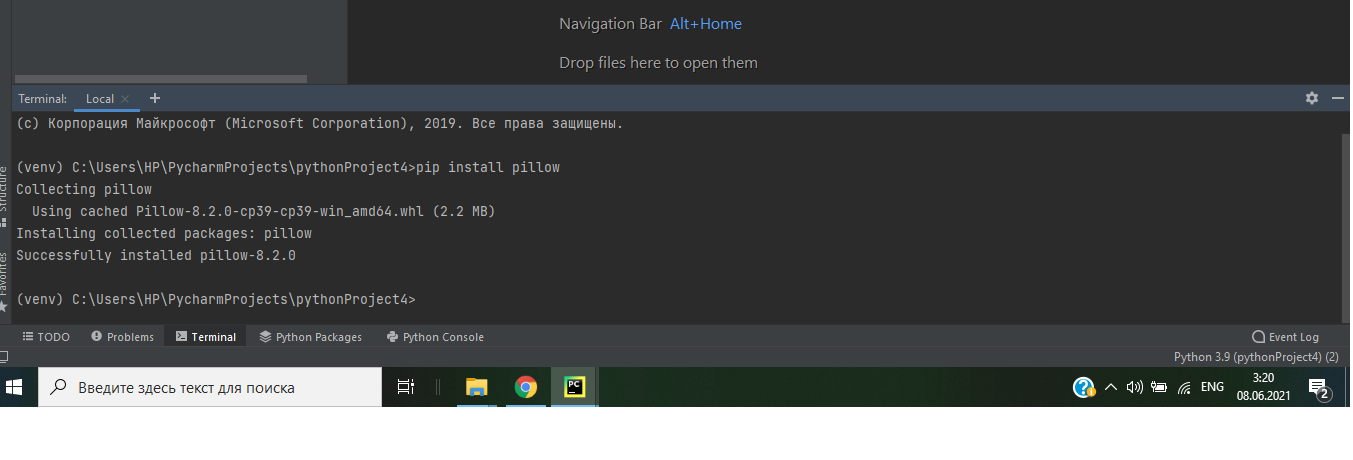 Navigation Bar Alt+Home
Drop files here to open them
Terminal: Local × +
(c) Корпорация Майкрософт (Microsoft Corporation), 2019. Все права защищены.
(venv) C:\Users\HP\PycharmProjects\pythonProject4>pip install pillow
Collecting pillow
Using cached Pillow-8.2.0-cp39-cp39-win_amd64.whl (2.2 MB)
Installing collected packages: pillow
Successfully installed pillow-8.2.0
(venv) C:\Users\HP\PycharmProjects\pythonProject4>
Structure
Favorites
TODO Problems Terminal Python Packages Python Console Event Log
Python 3.9 (pythonProject4) (2)
Введите здесь текст для поиска
PC
ENG
3:20
08.06.2021
2